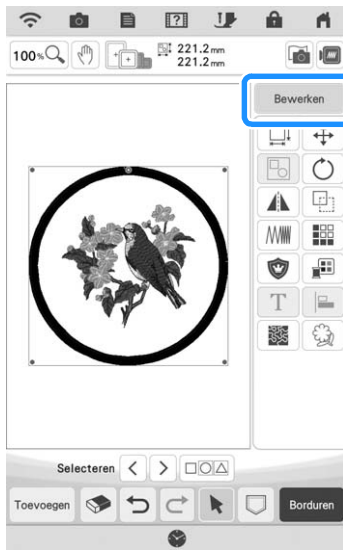 100%
221.2 mm
221.2 mm
Bewerken
T
Selecteren
Toevoegen
Borduren